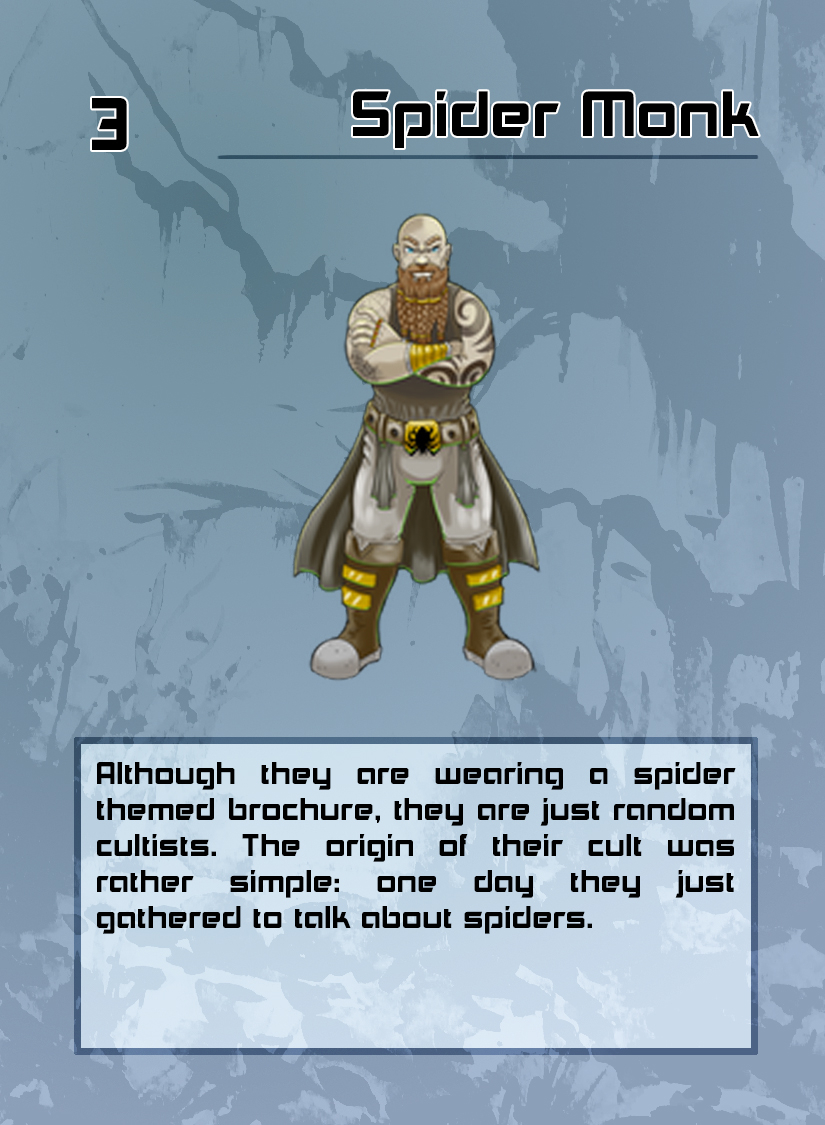 3
Spider Monk
Although they are wearing a spider
themed brochure, they are just random
cultists. The origin of their cult was
rather simple: one day they just
gathered to talk about spiders.